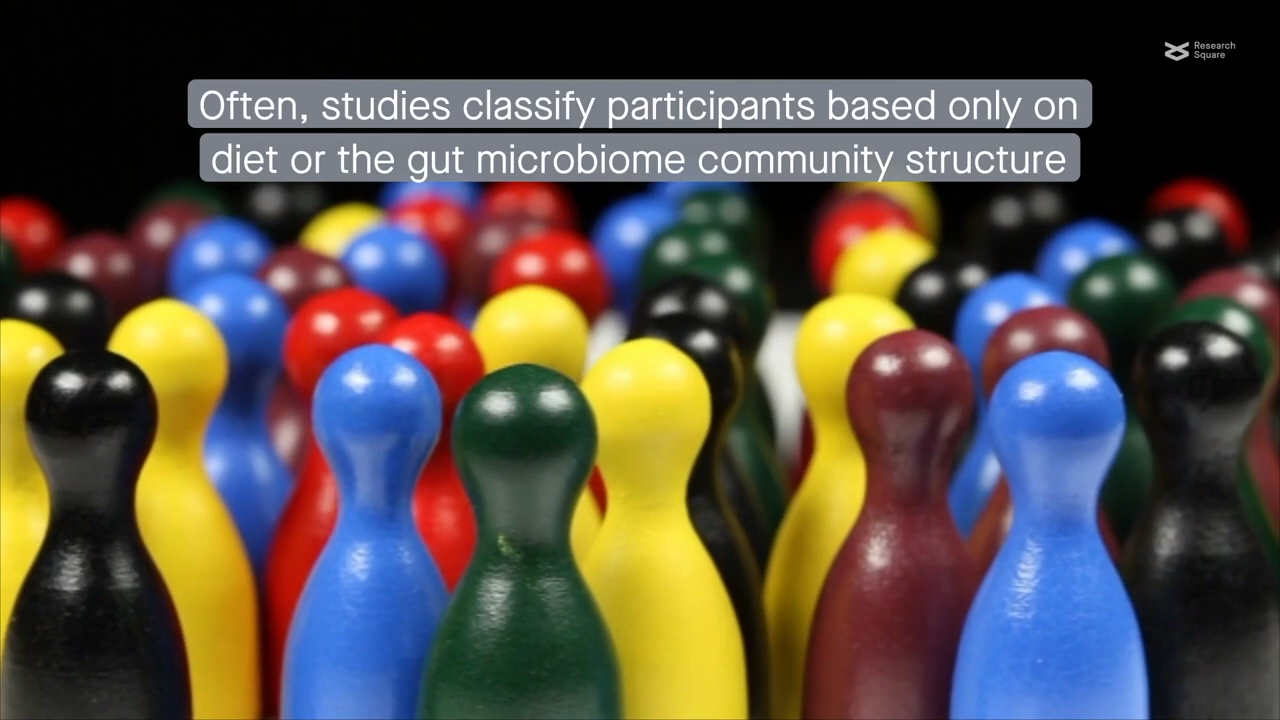 Research
Square
Often, studies classify participants based only on
diet or the gut microbiome community structure